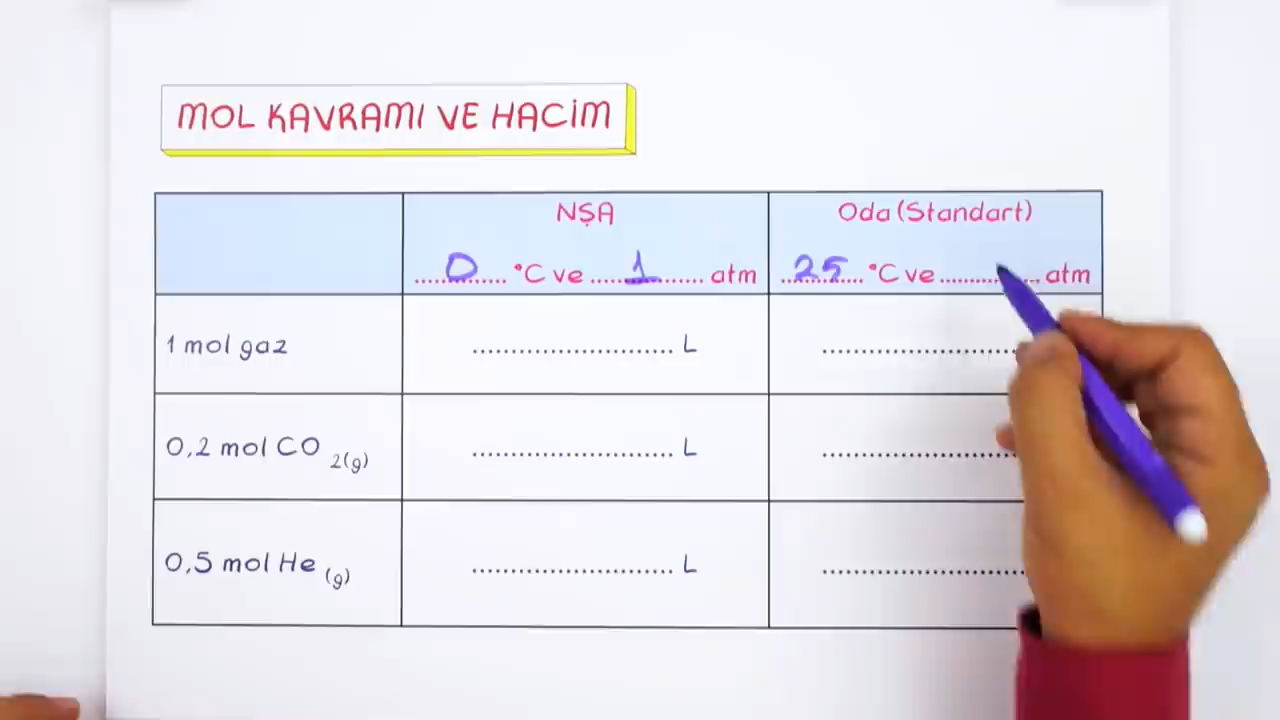 MOL KAVRAMI VE HACİM
NŞA
Oda (Standart)
0 °C ve 1 atm
25 °C ve ........ atm
1 mol gaz
.......................... L
0,2 mol CO 2(g)
.......................... L
0,5 mol He (g)
.......................... L